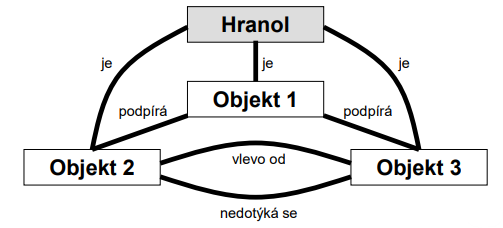 Hranol
je
je
je
Objekt 1
podpírá
podpírá
Objekt 2
vlevo od
Objekt 3
nedotýká se